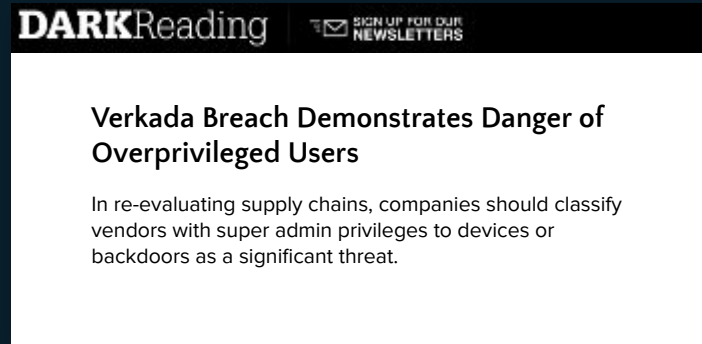 DARKReading
SIGN UP FOR OUR
NEWSLETTERS
Verkada Breach Demonstrates Danger of
Overprivileged Users
In re-evaluating supply chains, companies should classify
vendors with super admin privileges to devices or
backdoors as a significant threat.